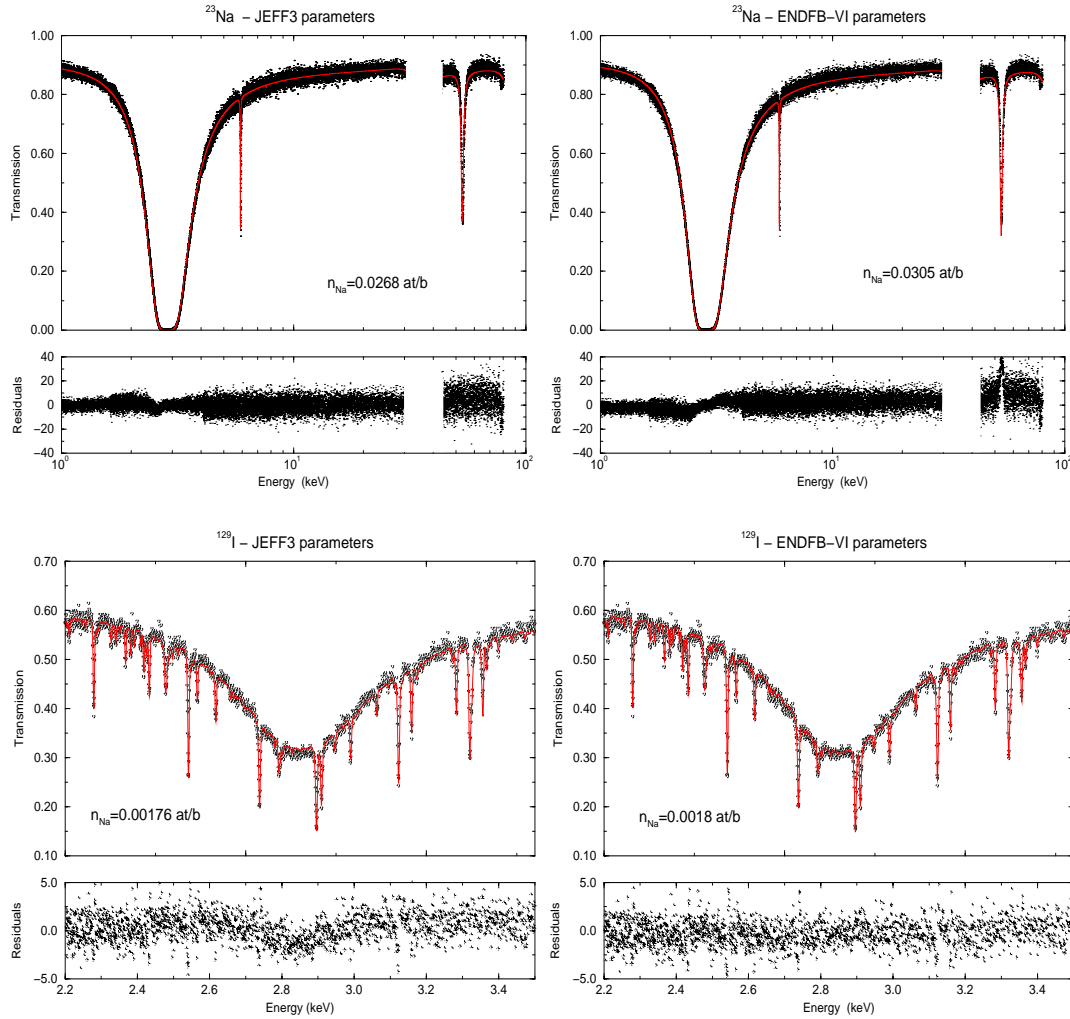 ²³Na – JEFF3 parameters
1.00
0.80
0.60
0.40
0.20
0.00
Transmission
n_Na=0.0268 at/b
40
20
0
−20
−40
Residuals
10⁰ 10¹ 10²
Energy (keV)
²³Na – ENDFB−VI parameters
1.00
0.80
0.60
0.40
0.20
0.00
Transmission
n_Na=0.0305 at/b
40
20
0
−20
−40
Residuals
10⁰ 10¹ 10²
Energy (keV)
¹²⁹I – JEFF3 parameters
0.70
0.60
0.50
0.40
0.30
0.20
0.10
Transmission
n_Na=0.00176 at/b
5.0
0.0
−5.0
Residuals
2.2 2.4 2.6 2.8 3.0 3.2 3.4
Energy (keV)
¹²⁹I – ENDFB−VI parameters
0.70
0.60
0.50
0.40
0.30
0.20
0.10
Transmission
n_Na=0.0018 at/b
5.0
0.0
−5.0
Residuals
2.2 2.4 2.6 2.8 3.0 3.2 3.4
Energy (keV)